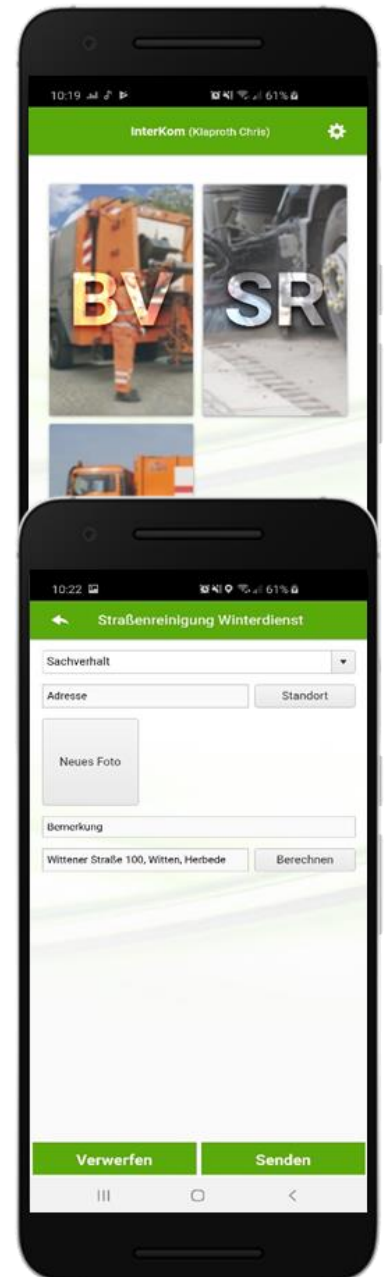 10:19 61%
InterKom (Klaproth Chris)
BV SR
10:22 61%
Straßenreinigung Winterdienst
Sachverhalt
Adresse Standort
Neues Foto
Bemerkung
Wittener Straße 100, Witten, Herbede Berechnen
Verwerfen Senden